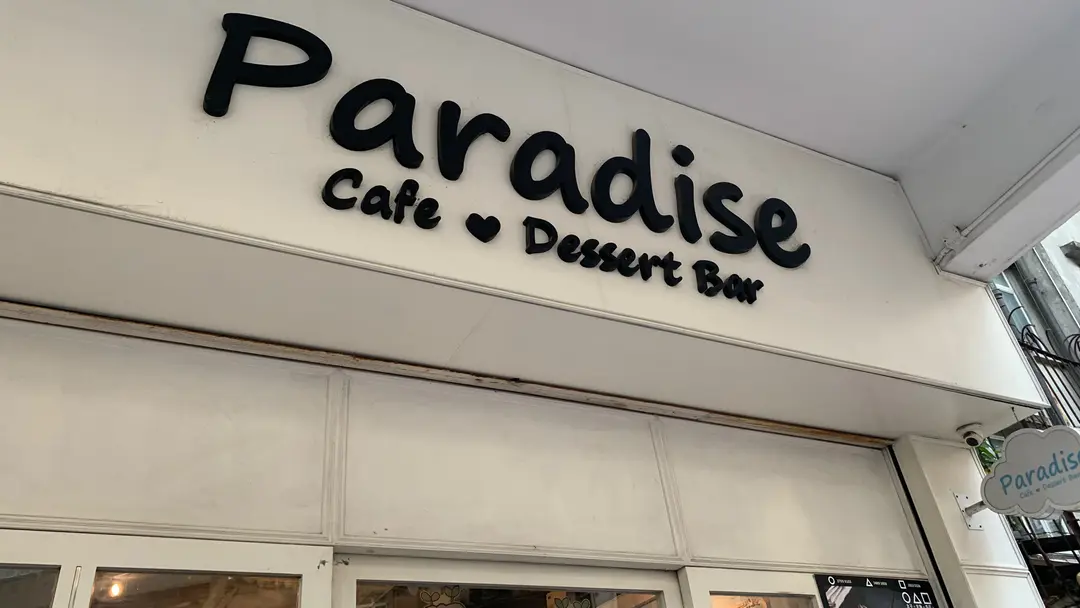 Paradise
Cafe ♥ Dessert Bar
Paradise
Cafe ♥ Dessert Bar